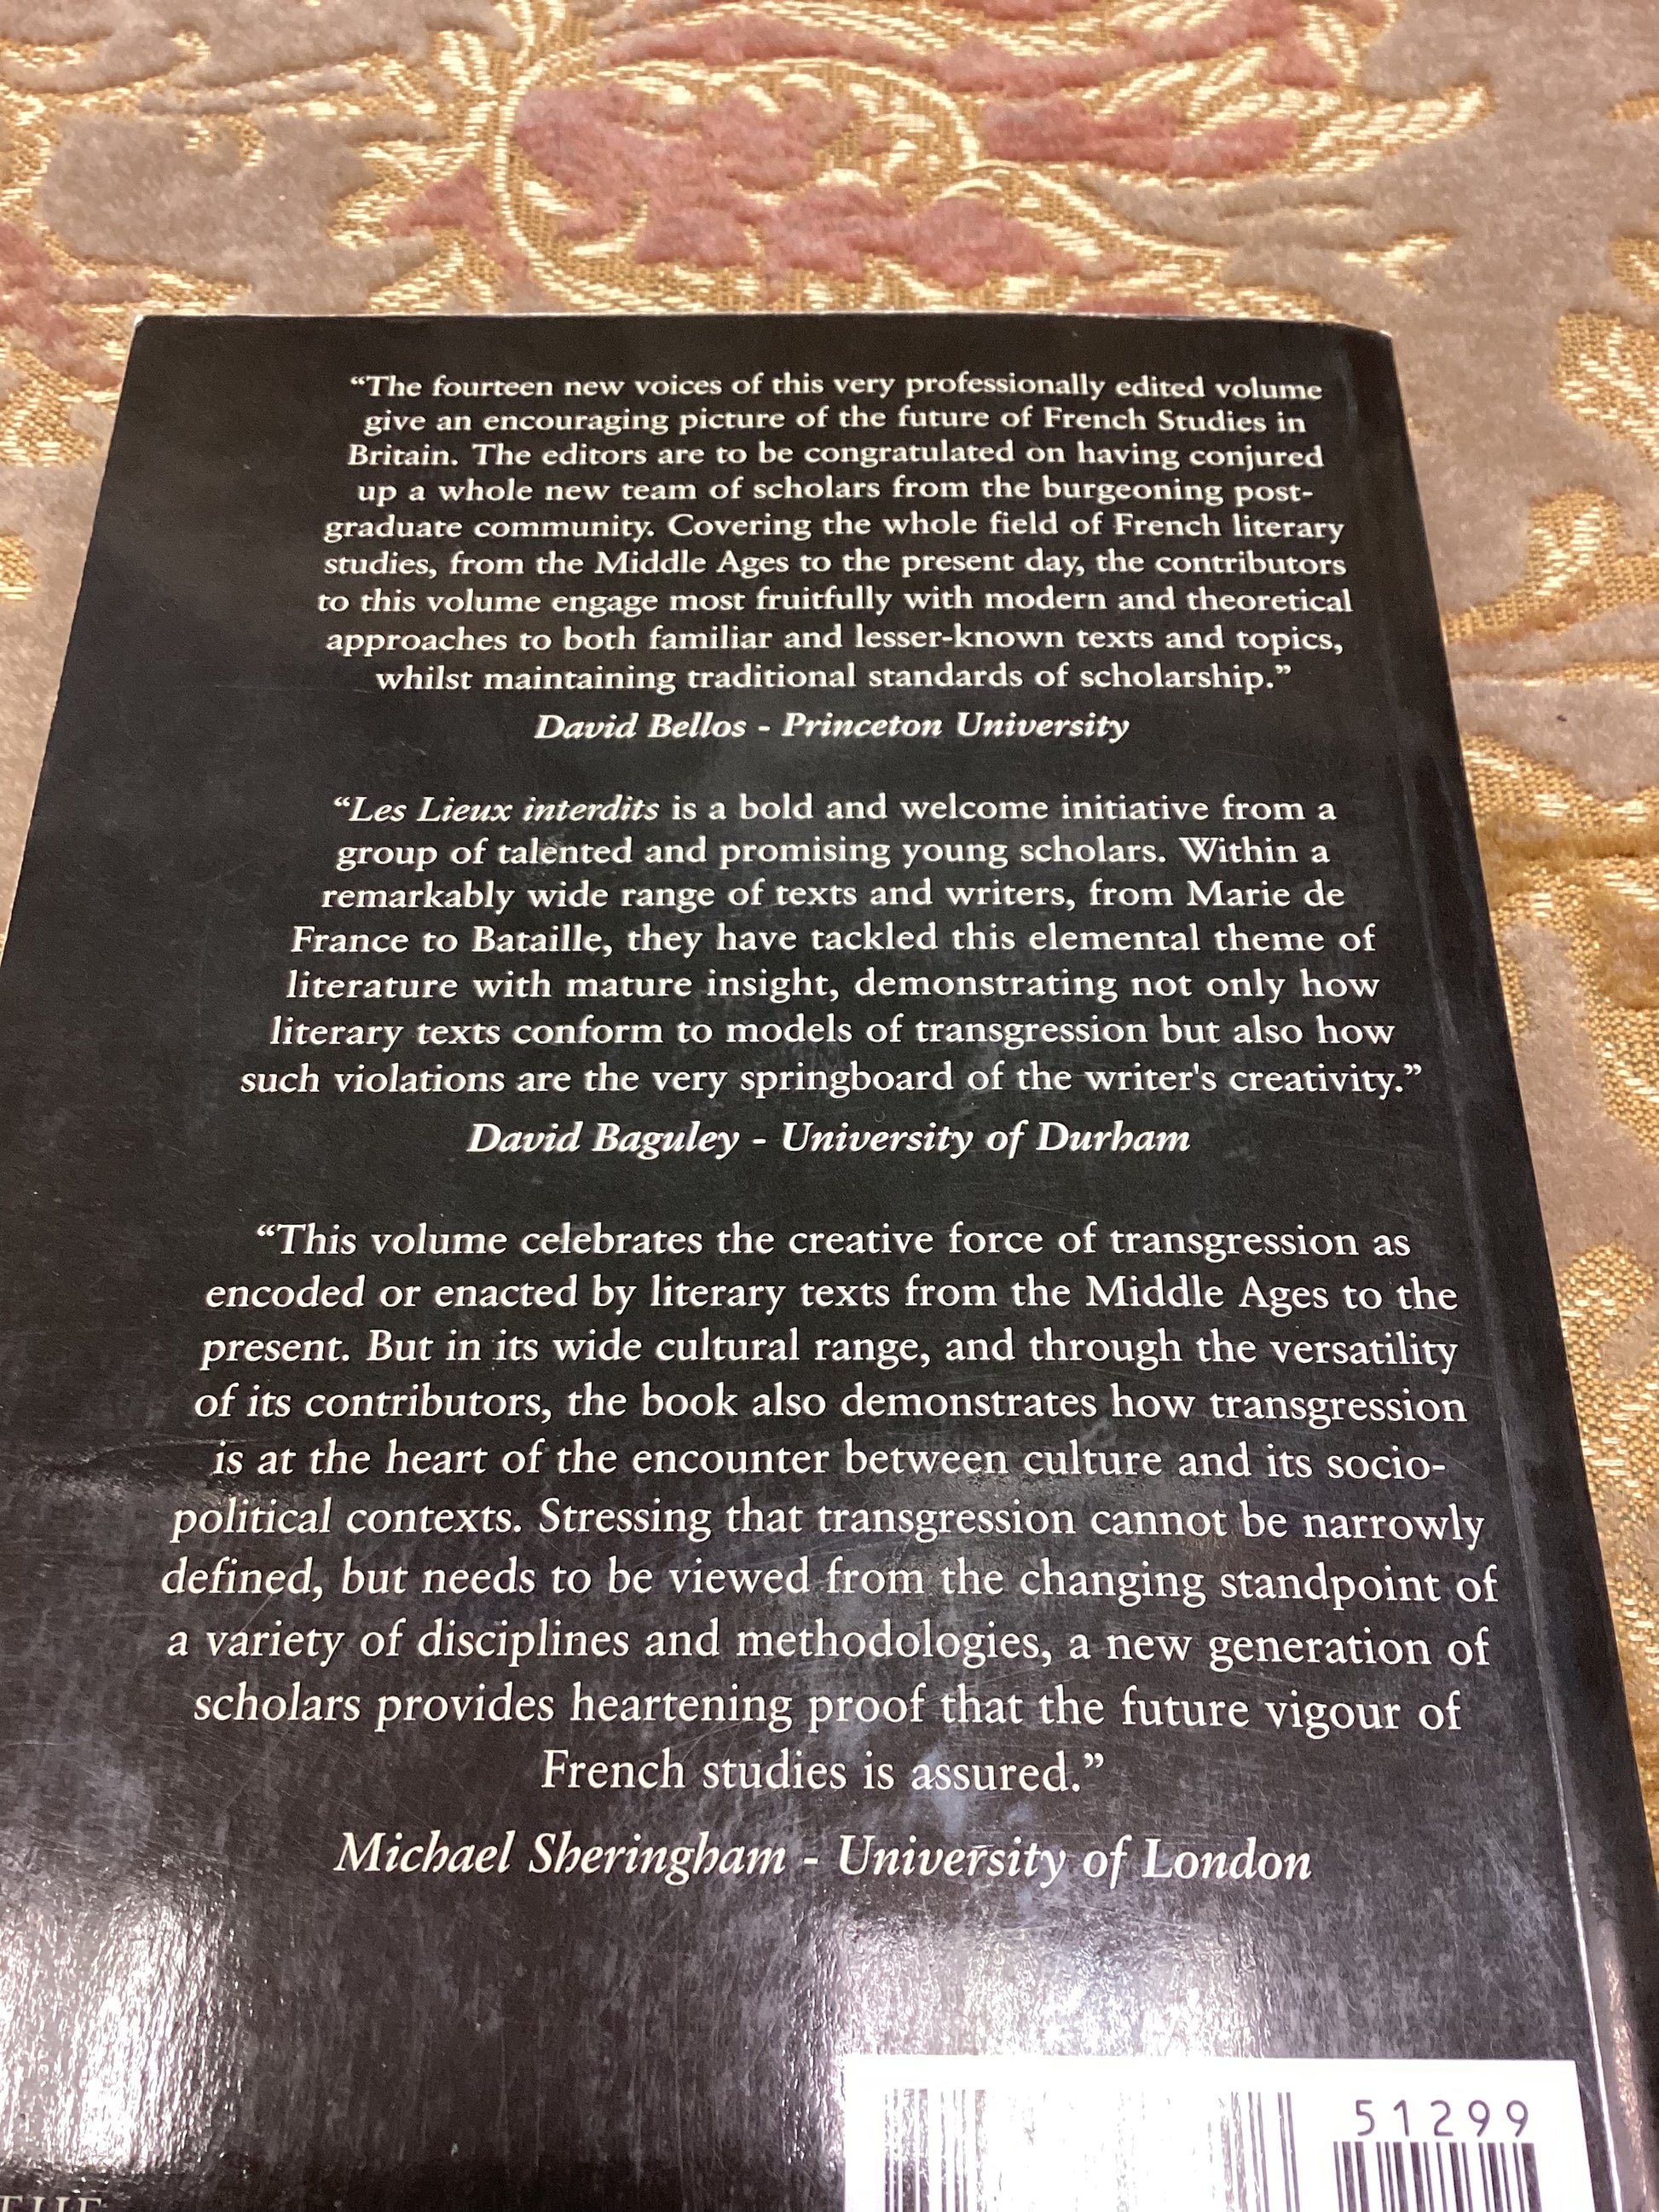 “The fourteen new voices of this very professionally edited volume
give an encouraging picture of the future of French Studies in
Britain. The editors are to be congratulated on having conjured
up a whole new team of scholars from the burgeoning post-
graduate community. Covering the whole field of French literary
studies, from the Middle Ages to the present day, the contributors
to this volume engage most fruitfully with modern and theoretical
approaches to both familiar and lesser-known texts and topics,
whilst maintaining traditional standards of scholarship.”
David Bellos - Princeton University
“Les Lieux interdits is a bold and welcome initiative from a
group of talented and promising young scholars. Within a
remarkably wide range of texts and writers, from Marie de
France to Bataille, they have tackled this elemental theme of
literature with mature insight, demonstrating not only how
literary texts conform to models of transgression but also how
such violations are the very springboard of the writer's creativity.”
David Baguley - University of Durham
“This volume celebrates the creative force of transgression as
encoded or enacted by literary texts from the Middle Ages to the
present. But in its wide cultural range, and through the versatility
of its contributors, the book also demonstrates how transgression
is at the heart of the encounter between culture and its socio-
political contexts. Stressing that transgression cannot be narrowly
defined, but needs to be viewed from the changing standpoint of
a variety of disciplines and methodologies, a new generation of
scholars provides heartening proof that the future vigour of
French studies is assured.”
Michael Sheringham - University of London
51299
THE